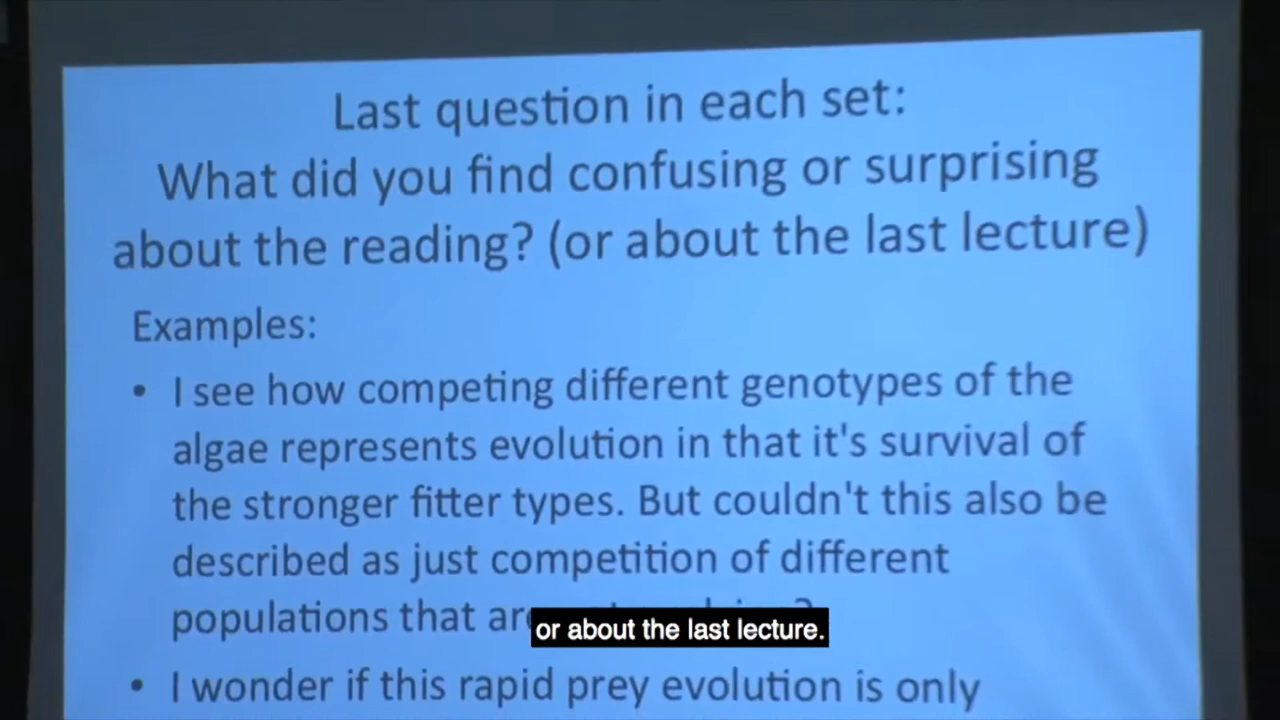 Last question in each set:
What did you find confusing or surprising
about the reading? (or about the last lecture)
Examples:
• I see how competing different genotypes of the
algae represents evolution in that it's survival of
the stronger fitter types. But couldn't this also be
described as just competition of different
populations that
or about the last lecture.
• I wonder if this rapid prey evolution is only